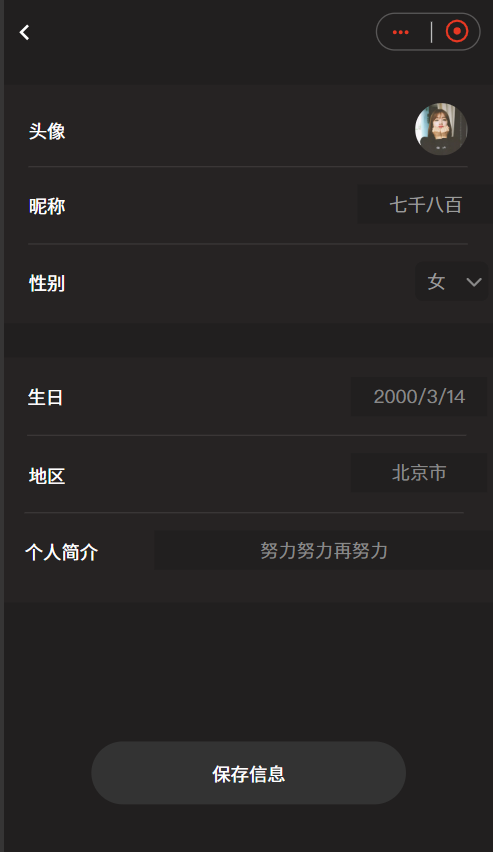 头像
昵称 七千八百
性别 女
生日 2000/3/14
地区 北京市
个人简介 努力努力再努力
保存信息